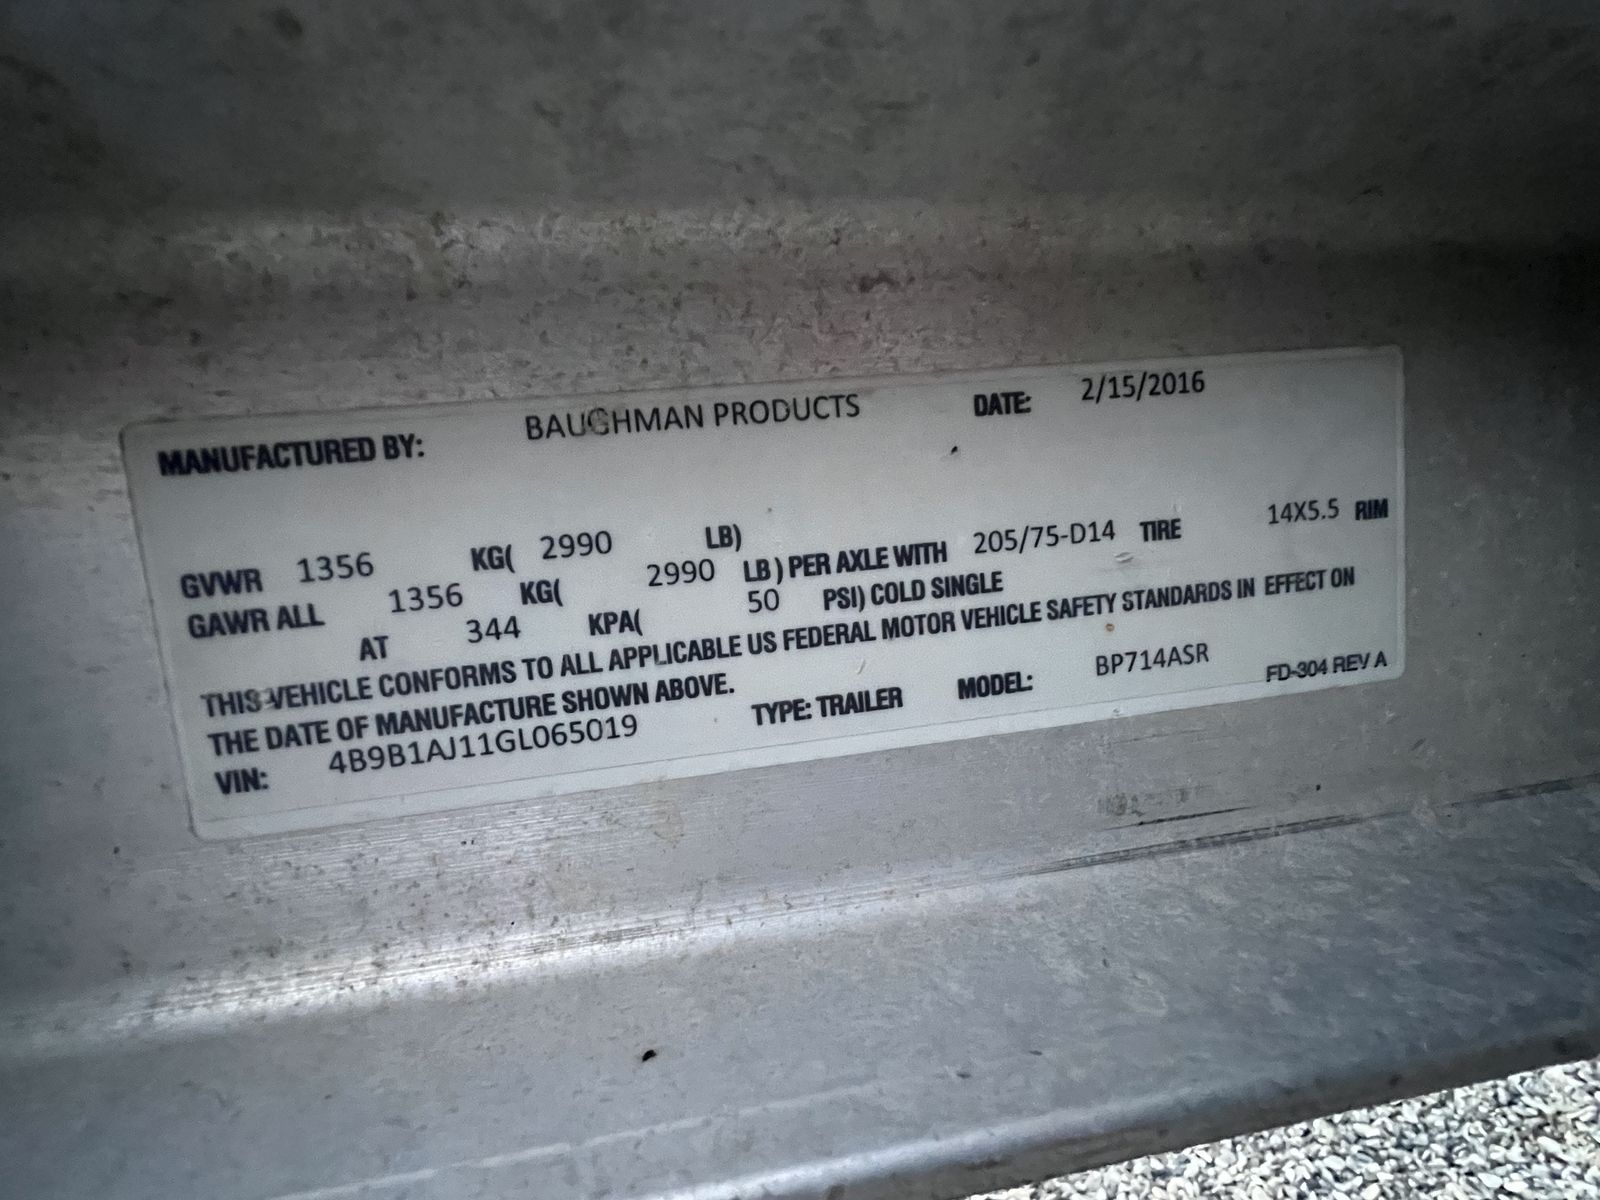 MANUFACTURED BY: BAUGHMAN PRODUCTS DATE: 2/15/2016
GVWR 1356 KG( 2990 LB)
GAWR ALL 1356 KG( 2990 LB ) PER AXLE WITH 205/75-D14 TIRE 14X5.5 RIM
AT 344 KPA( 50 PSI) COLD SINGLE
THIS VEHICLE CONFORMS TO ALL APPLICABLE US FEDERAL MOTOR VEHICLE SAFETY STANDARDS IN EFFECT ON
THE DATE OF MANUFACTURE SHOWN ABOVE.
VIN: 4B9B1AJ11GL065019 TYPE: TRAILER MODEL: BP714ASR FD-304 REV A